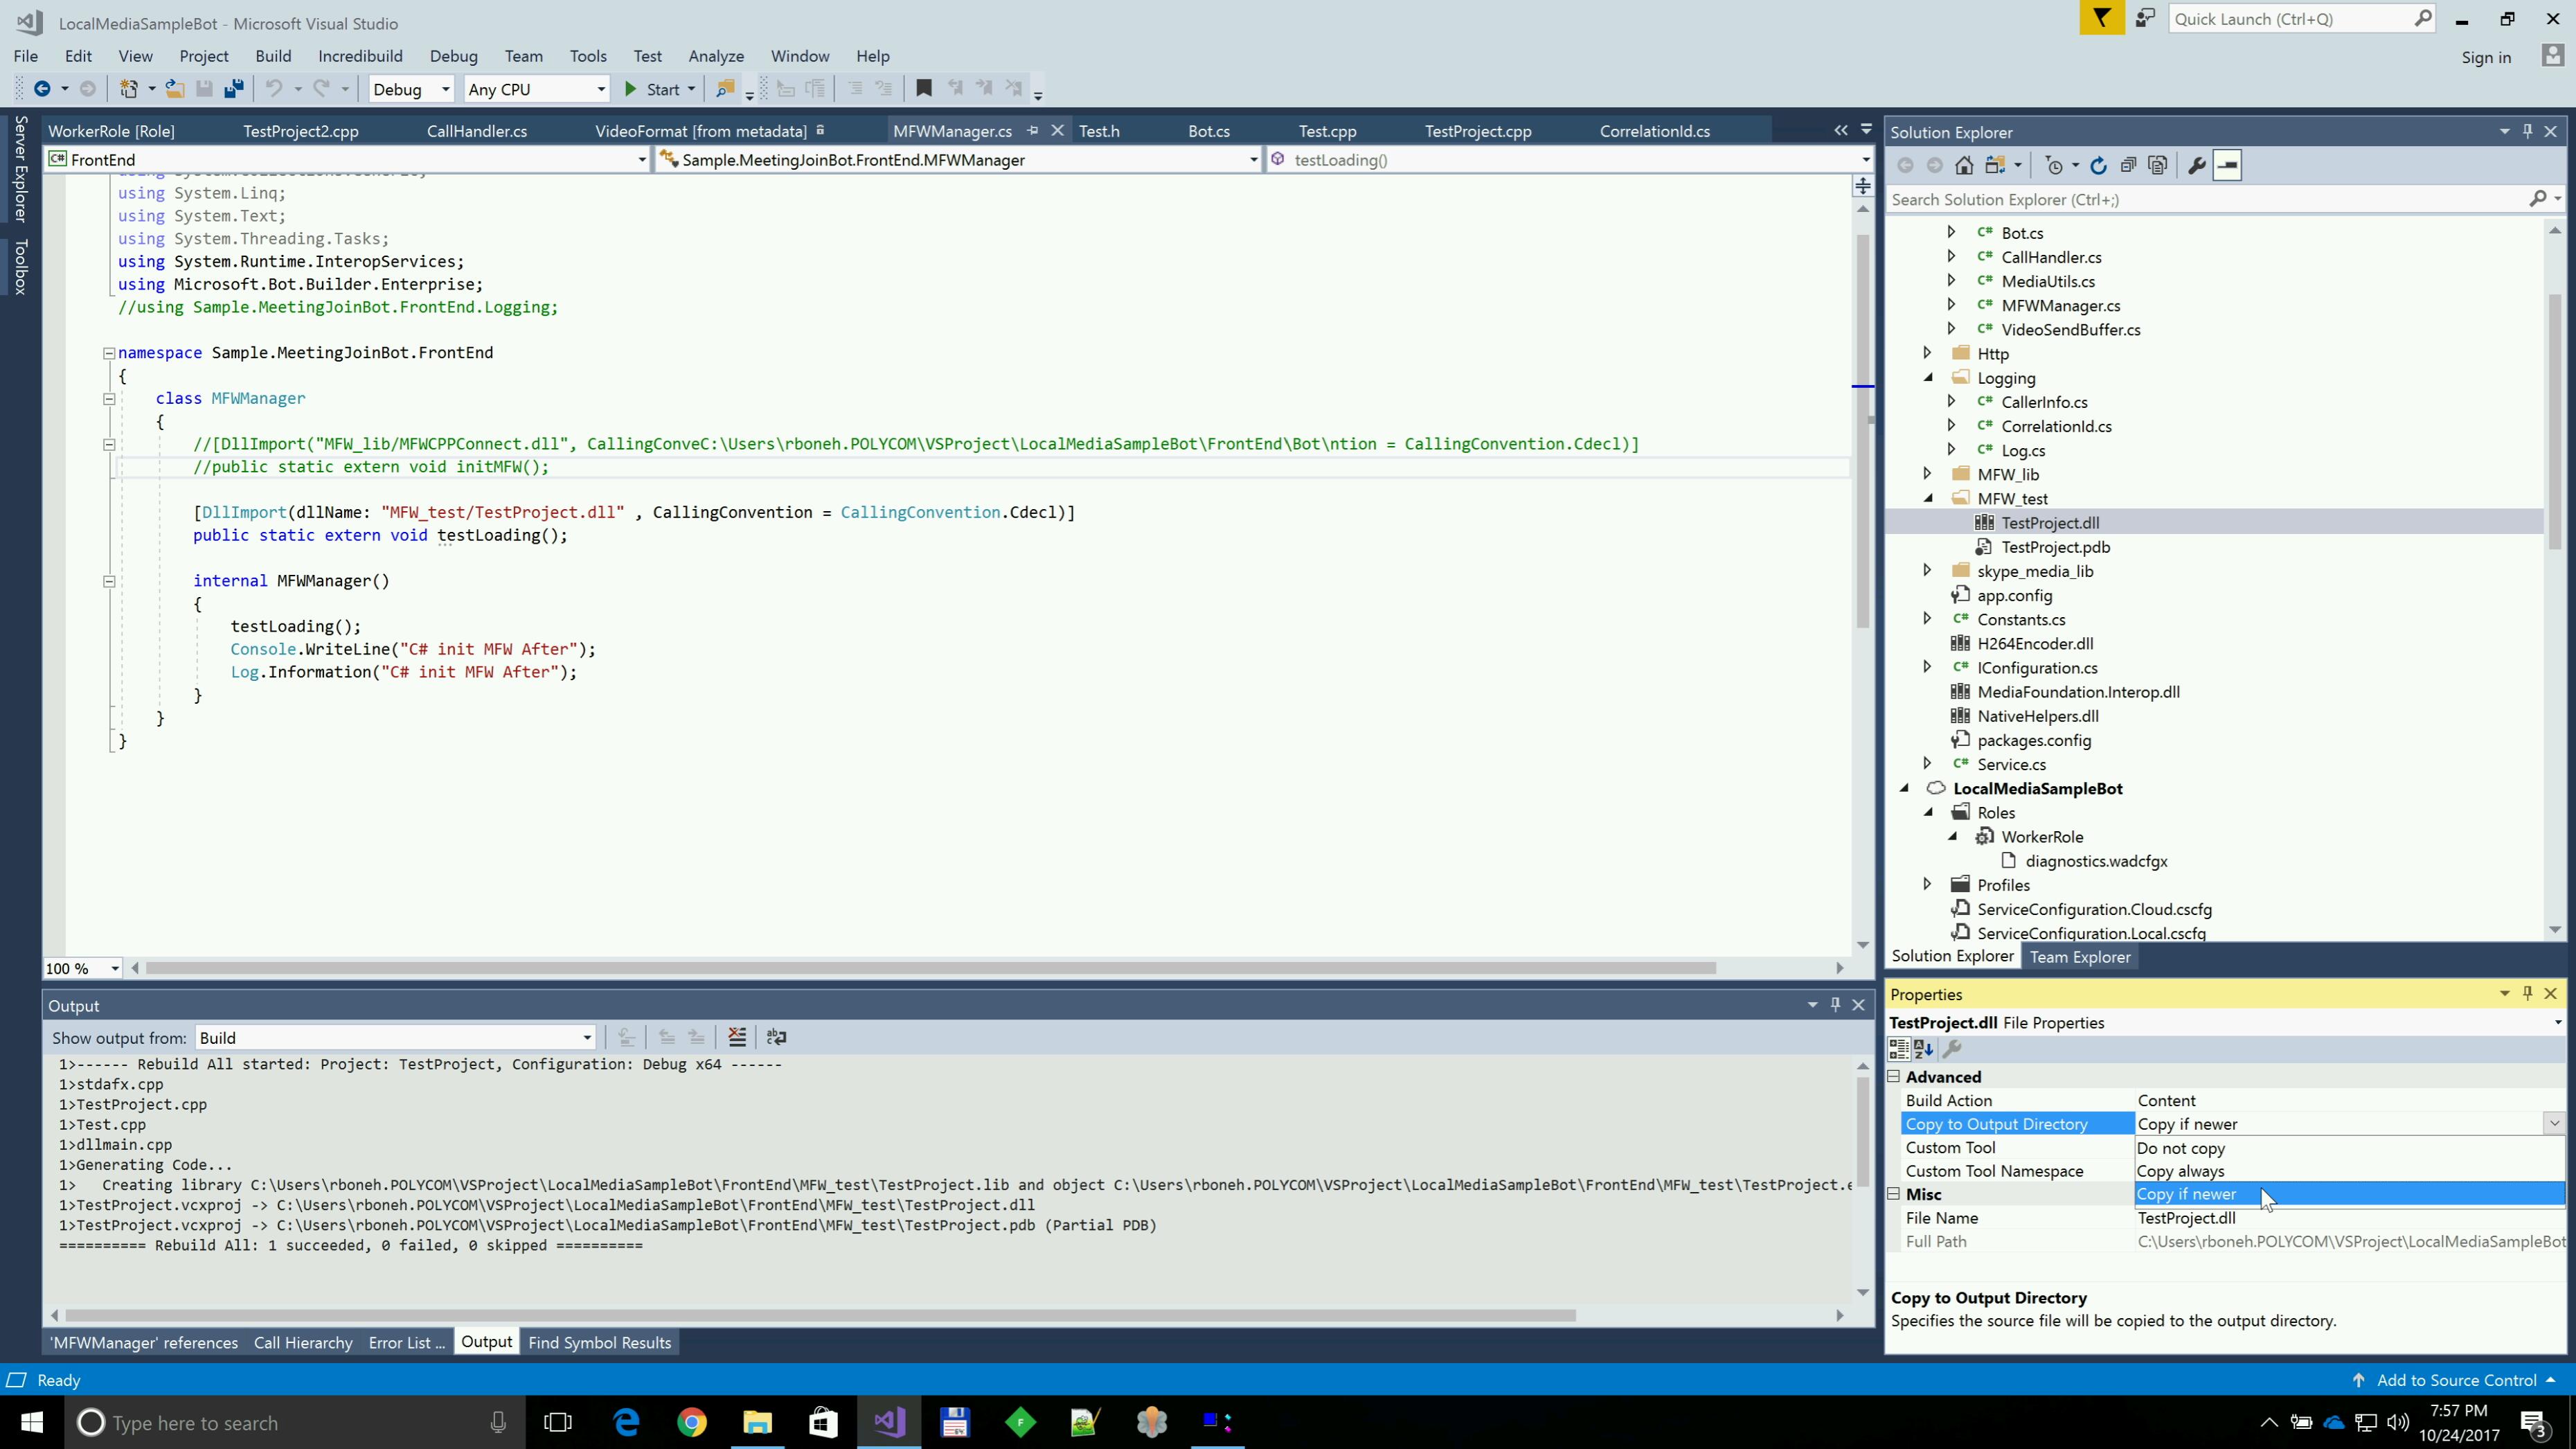 LocalMediaSampleBot - Microsoft Visual Studio
Quick Launch (Ctrl+Q)
File Edit View Project Build Incredibuild Debug Team Tools Test Analyze Window Help
Sign in
Debug Any CPU Start
Server Explorer
Toolbox
WorkerRole [Role] TestProject2.cpp CallHandler.cs VideoFormat [from metadata] MFWManager.cs Test.h Bot.cs Test.cpp TestProject.cpp CorrelationId.cs
FrontEnd Sample.MeetingJoinBot.FrontEnd.MFWManager testLoading()
using System.Collections.Generic;
using System.Linq;
using System.Text;
using System.Threading.Tasks;
using System.Runtime.InteropServices;
using Microsoft.Bot.Builder.Enterprise;
//using Sample.MeetingJoinBot.FrontEnd.Logging;
namespace Sample.MeetingJoinBot.FrontEnd
{
class MFWManager
{
//[DllImport("MFW_lib/MFWCPPConnect.dll", CallingConveC:\Users\rboneh.POLYCOM\VSProject\LocalMediaSampleBot\FrontEnd\Bot\ntion = CallingConvention.Cdecl)]
//public static extern void initMFW();
[DllImport(dllName: "MFW_test/TestProject.dll" , CallingConvention = CallingConvention.Cdecl)]
public static extern void testLoading();
internal MFWManager()
{
testLoading();
Console.WriteLine("C# init MFW After");
Log.Information("C# init MFW After");
}
}
}
100 %
Output
Show output from: Build
1>------ Rebuild All started: Project: TestProject, Configuration: Debug x64 ------
1>stdafx.cpp
1>TestProject.cpp
1>Test.cpp
1>dllmain.cpp
1>Generating Code...
1> Creating library C:\Users\rboneh.POLYCOM\VSProject\LocalMediaSampleBot\FrontEnd\MFW_test\TestProject.lib and object C:\Users\rboneh.POLYCOM\VSProject\LocalMediaSampleBot\FrontEnd\MFW_test\TestProject.e
1>TestProject.vcxproj -> C:\Users\rboneh.POLYCOM\VSProject\LocalMediaSampleBot\FrontEnd\MFW_test\TestProject.dll
1>TestProject.vcxproj -> C:\Users\rboneh.POLYCOM\VSProject\LocalMediaSampleBot\FrontEnd\MFW_test\TestProject.pdb (Partial PDB)
========== Rebuild All: 1 succeeded, 0 failed, 0 skipped ==========
'MFWManager' references Call Hierarchy Error List ... Output Find Symbol Results
Solution Explorer
Search Solution Explorer (Ctrl+;)
C# Bot.cs
C# CallHandler.cs
C# MediaUtils.cs
C# MFWManager.cs
C# VideoSendBuffer.cs
Http
Logging
C# CallerInfo.cs
C# CorrelationId.cs
C# Log.cs
MFW_lib
MFW_test
TestProject.dll
TestProject.pdb
skype_media_lib
app.config
C# Constants.cs
H264Encoder.dll
C# IConfiguration.cs
MediaFoundation.Interop.dll
NativeHelpers.dll
packages.config
C# Service.cs
LocalMediaSampleBot
Roles
WorkerRole
diagnostics.wadcfgx
Profiles
ServiceConfiguration.Cloud.cscfg
ServiceConfiguration.Local.cscfg
Solution Explorer Team Explorer
Properties
TestProject.dll File Properties
Advanced
Build Action Content
Copy to Output Directory Copy if newer
Custom Tool Do not copy
Custom Tool Namespace Copy always
Misc Copy if newer
File Name TestProject.dll
Full Path C:\Users\rboneh.POLYCOM\VSProject\LocalMediaSampleBot
Copy to Output Directory
Specifies the source file will be copied to the output directory.
Ready
Add to Source Control
Type here to search
7:57 PM
10/24/2017
3